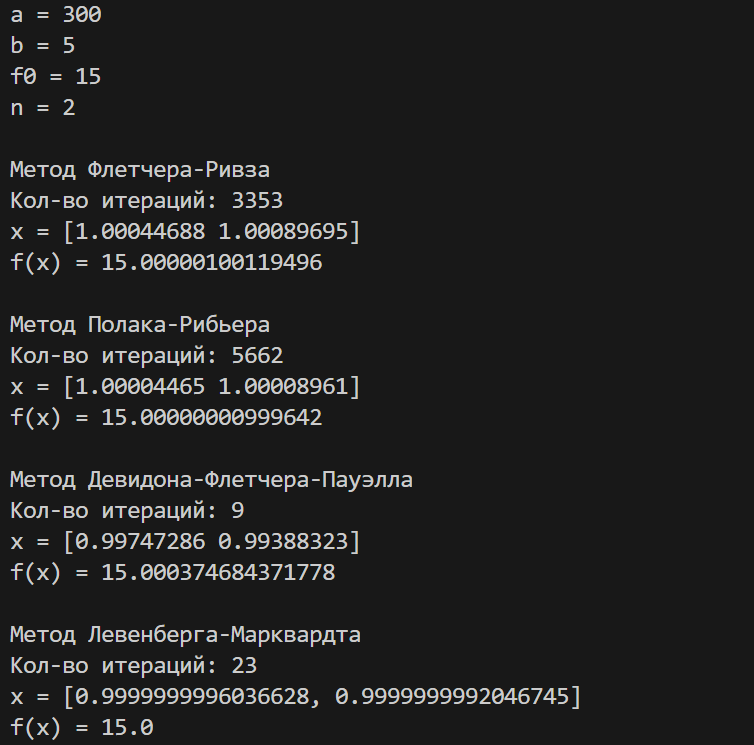 a = 300
b = 5
f0 = 15
n = 2
Метод Флетчера-Ривза
Кол-во итераций: 3353
x = [1.00044688 1.00089695]
f(x) = 15.00000100119496
Метод Полака-Рибьера
Кол-во итераций: 5662
x = [1.00004465 1.00008961]
f(x) = 15.00000000999642
Метод Девидона-Флетчера-Пауэлла
Кол-во итераций: 9
x = [0.99747286 0.99388323]
f(x) = 15.000374684371778
Метод Левенберга-Марквардта
Кол-во итераций: 23
x = [0.9999999996036628, 0.9999999992046745]
f(x) = 15.0